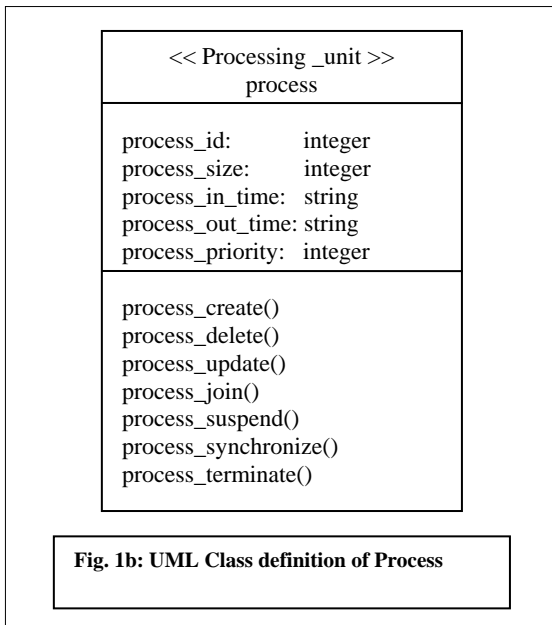 << Processing _unit >>
process
process_id: integer
process_size: integer
process_in_time: string
process_out_time: string
process_priority: integer
process_create()
process_delete()
process_update()
process_join()
process_suspend()
process_synchronize()
process_terminate()
Fig. 1b: UML Class definition of Process